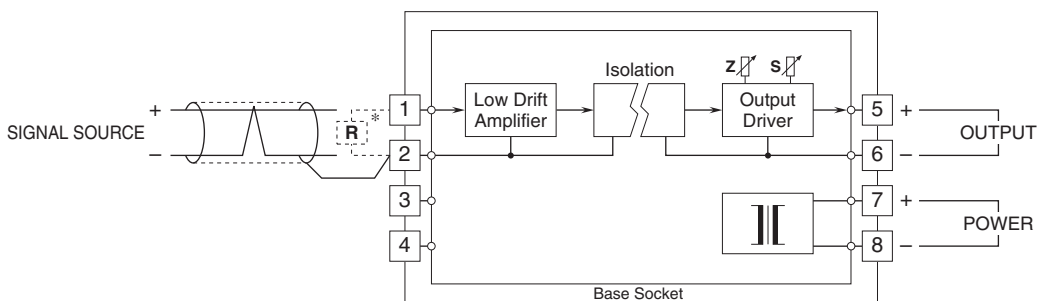 Isolation
Z
S
+
1
Low Drift
Amplifier
Output
Driver
5
+
*
R
SIGNAL SOURCE
OUTPUT
–
2
6
–
3
7
+
POWER
4
8
–
Base Socket